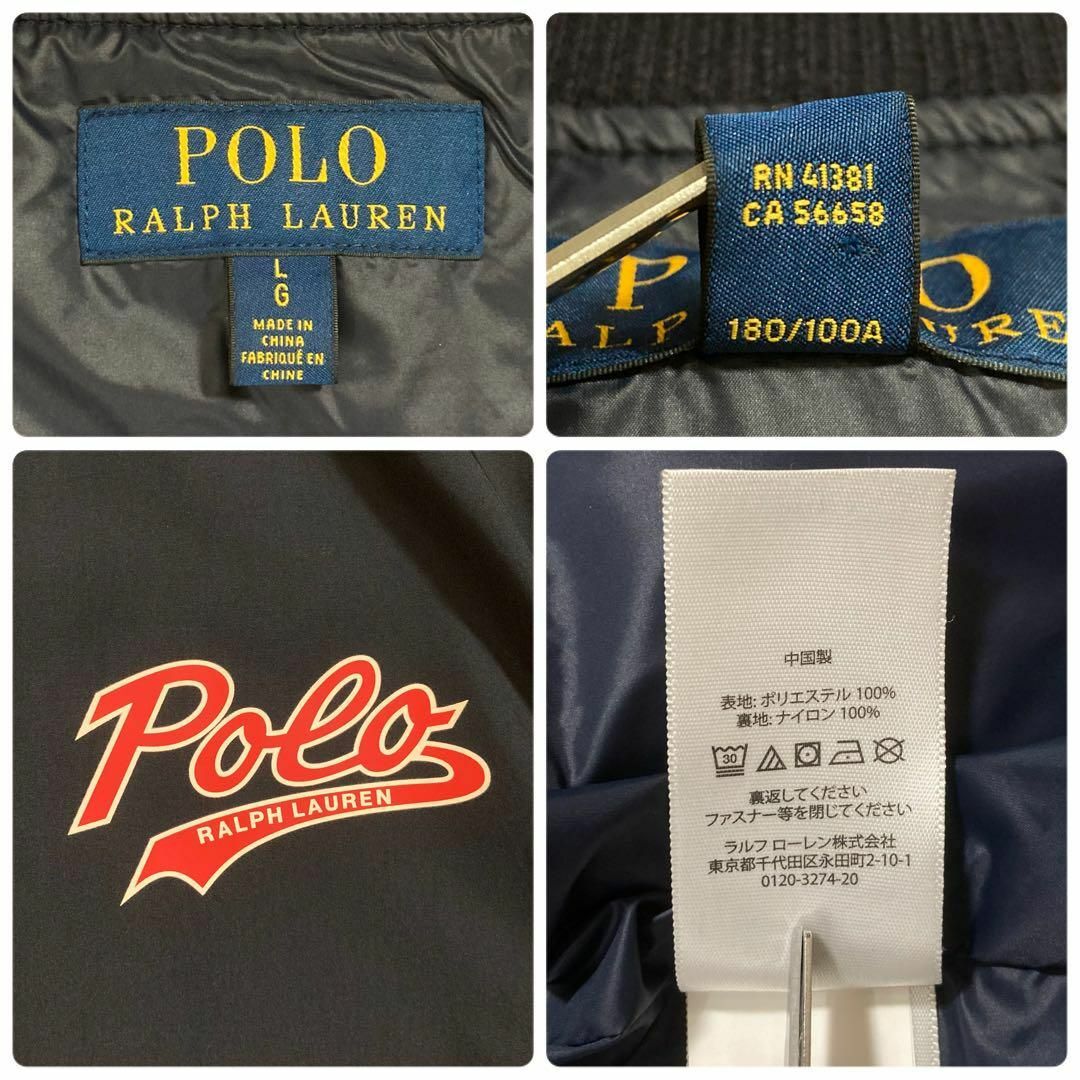 POLO
RALPH LAUREN
L
G
MADE IN
CHINA
FABRIQUÉ EN
CHINE
RN 41381
CA 56658
180/100A
P
O
ALP
URE
Polo
RALPH LAUREN
中国製
表地: ポリエステル 100%
裏地: ナイロン 100%
30
裏返してください
ファスナー等を閉じてください
ラルフ ローレン株式会社
東京都千代田区永田町2-10-1
0120-3274-20